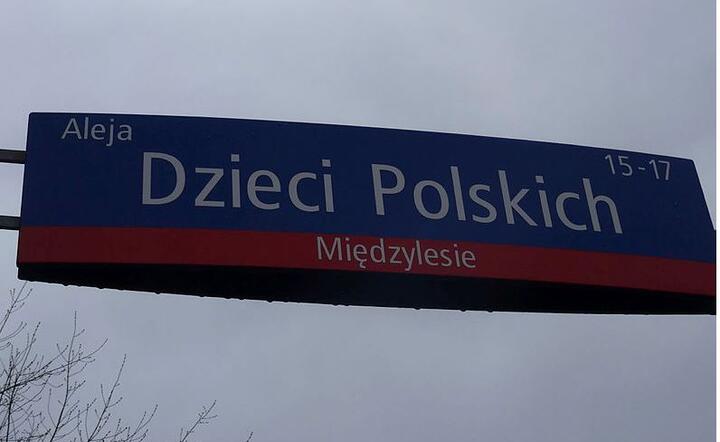 Aleja
15-17
Dzieci Polskich
Międzylesie